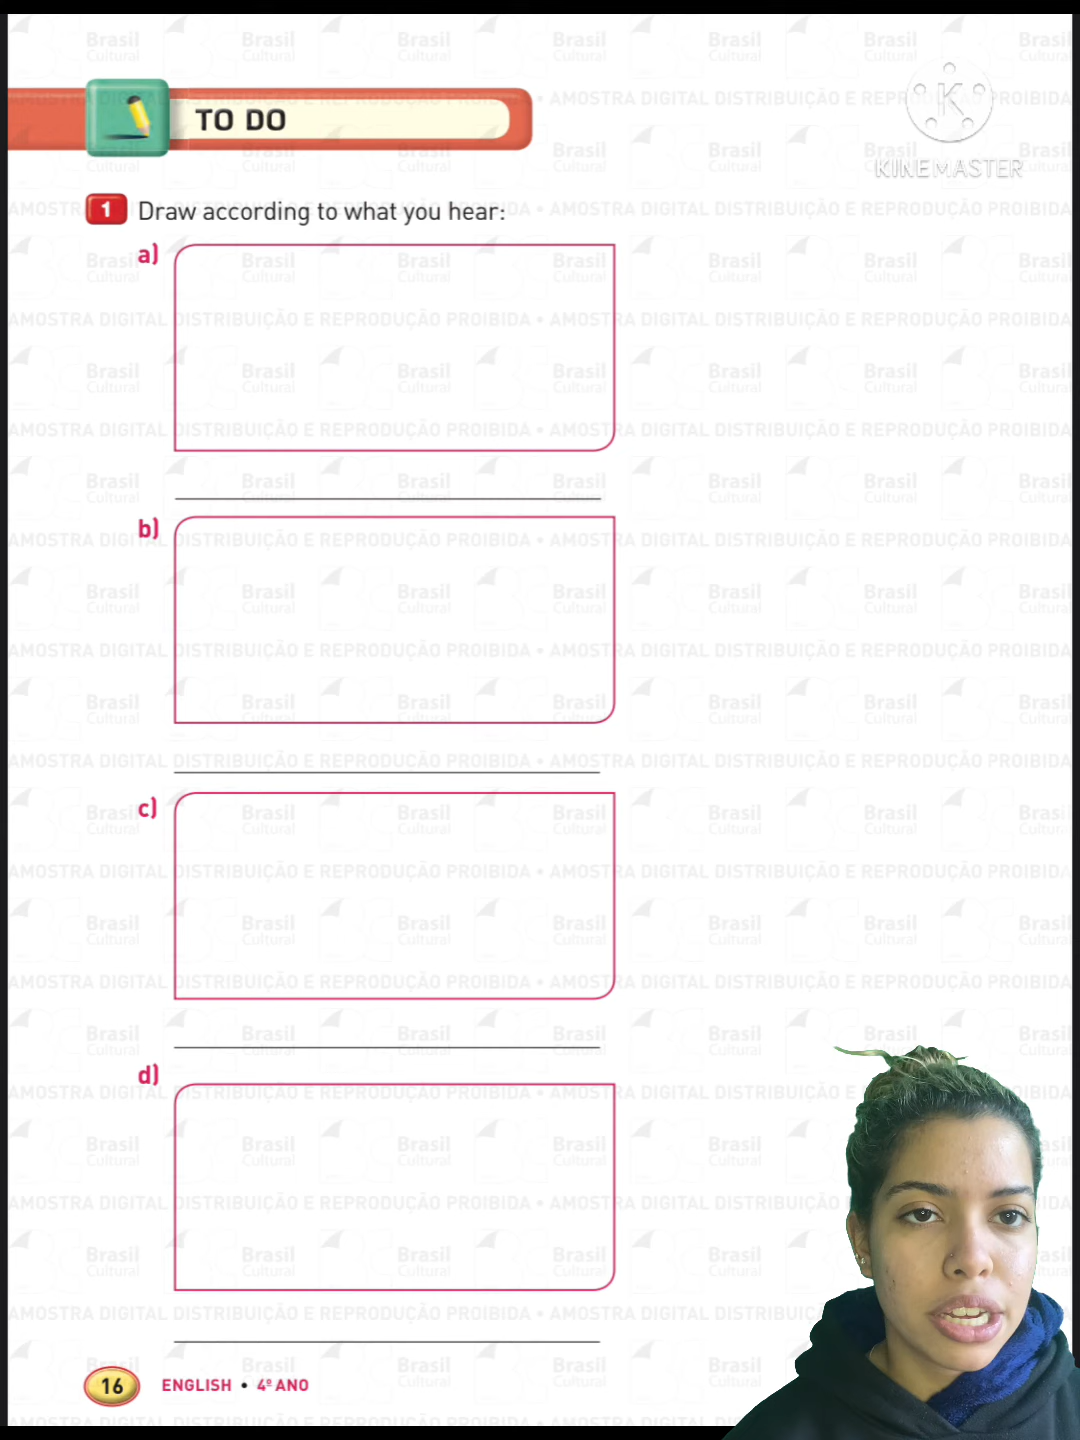 TO DO
KINEMASTER
1 Draw according to what you hear:
a)
b)
c)
d)
16 ENGLISH • 4º ANO
Brasil Cultural
AMOSTRA DIGITAL DISTRIBUIÇÃO E REPRODUÇÃO PROIBIDA • AMOSTRA DIGITAL DISTRIBUIÇÃO E REPRODUÇÃO PROIBIDA